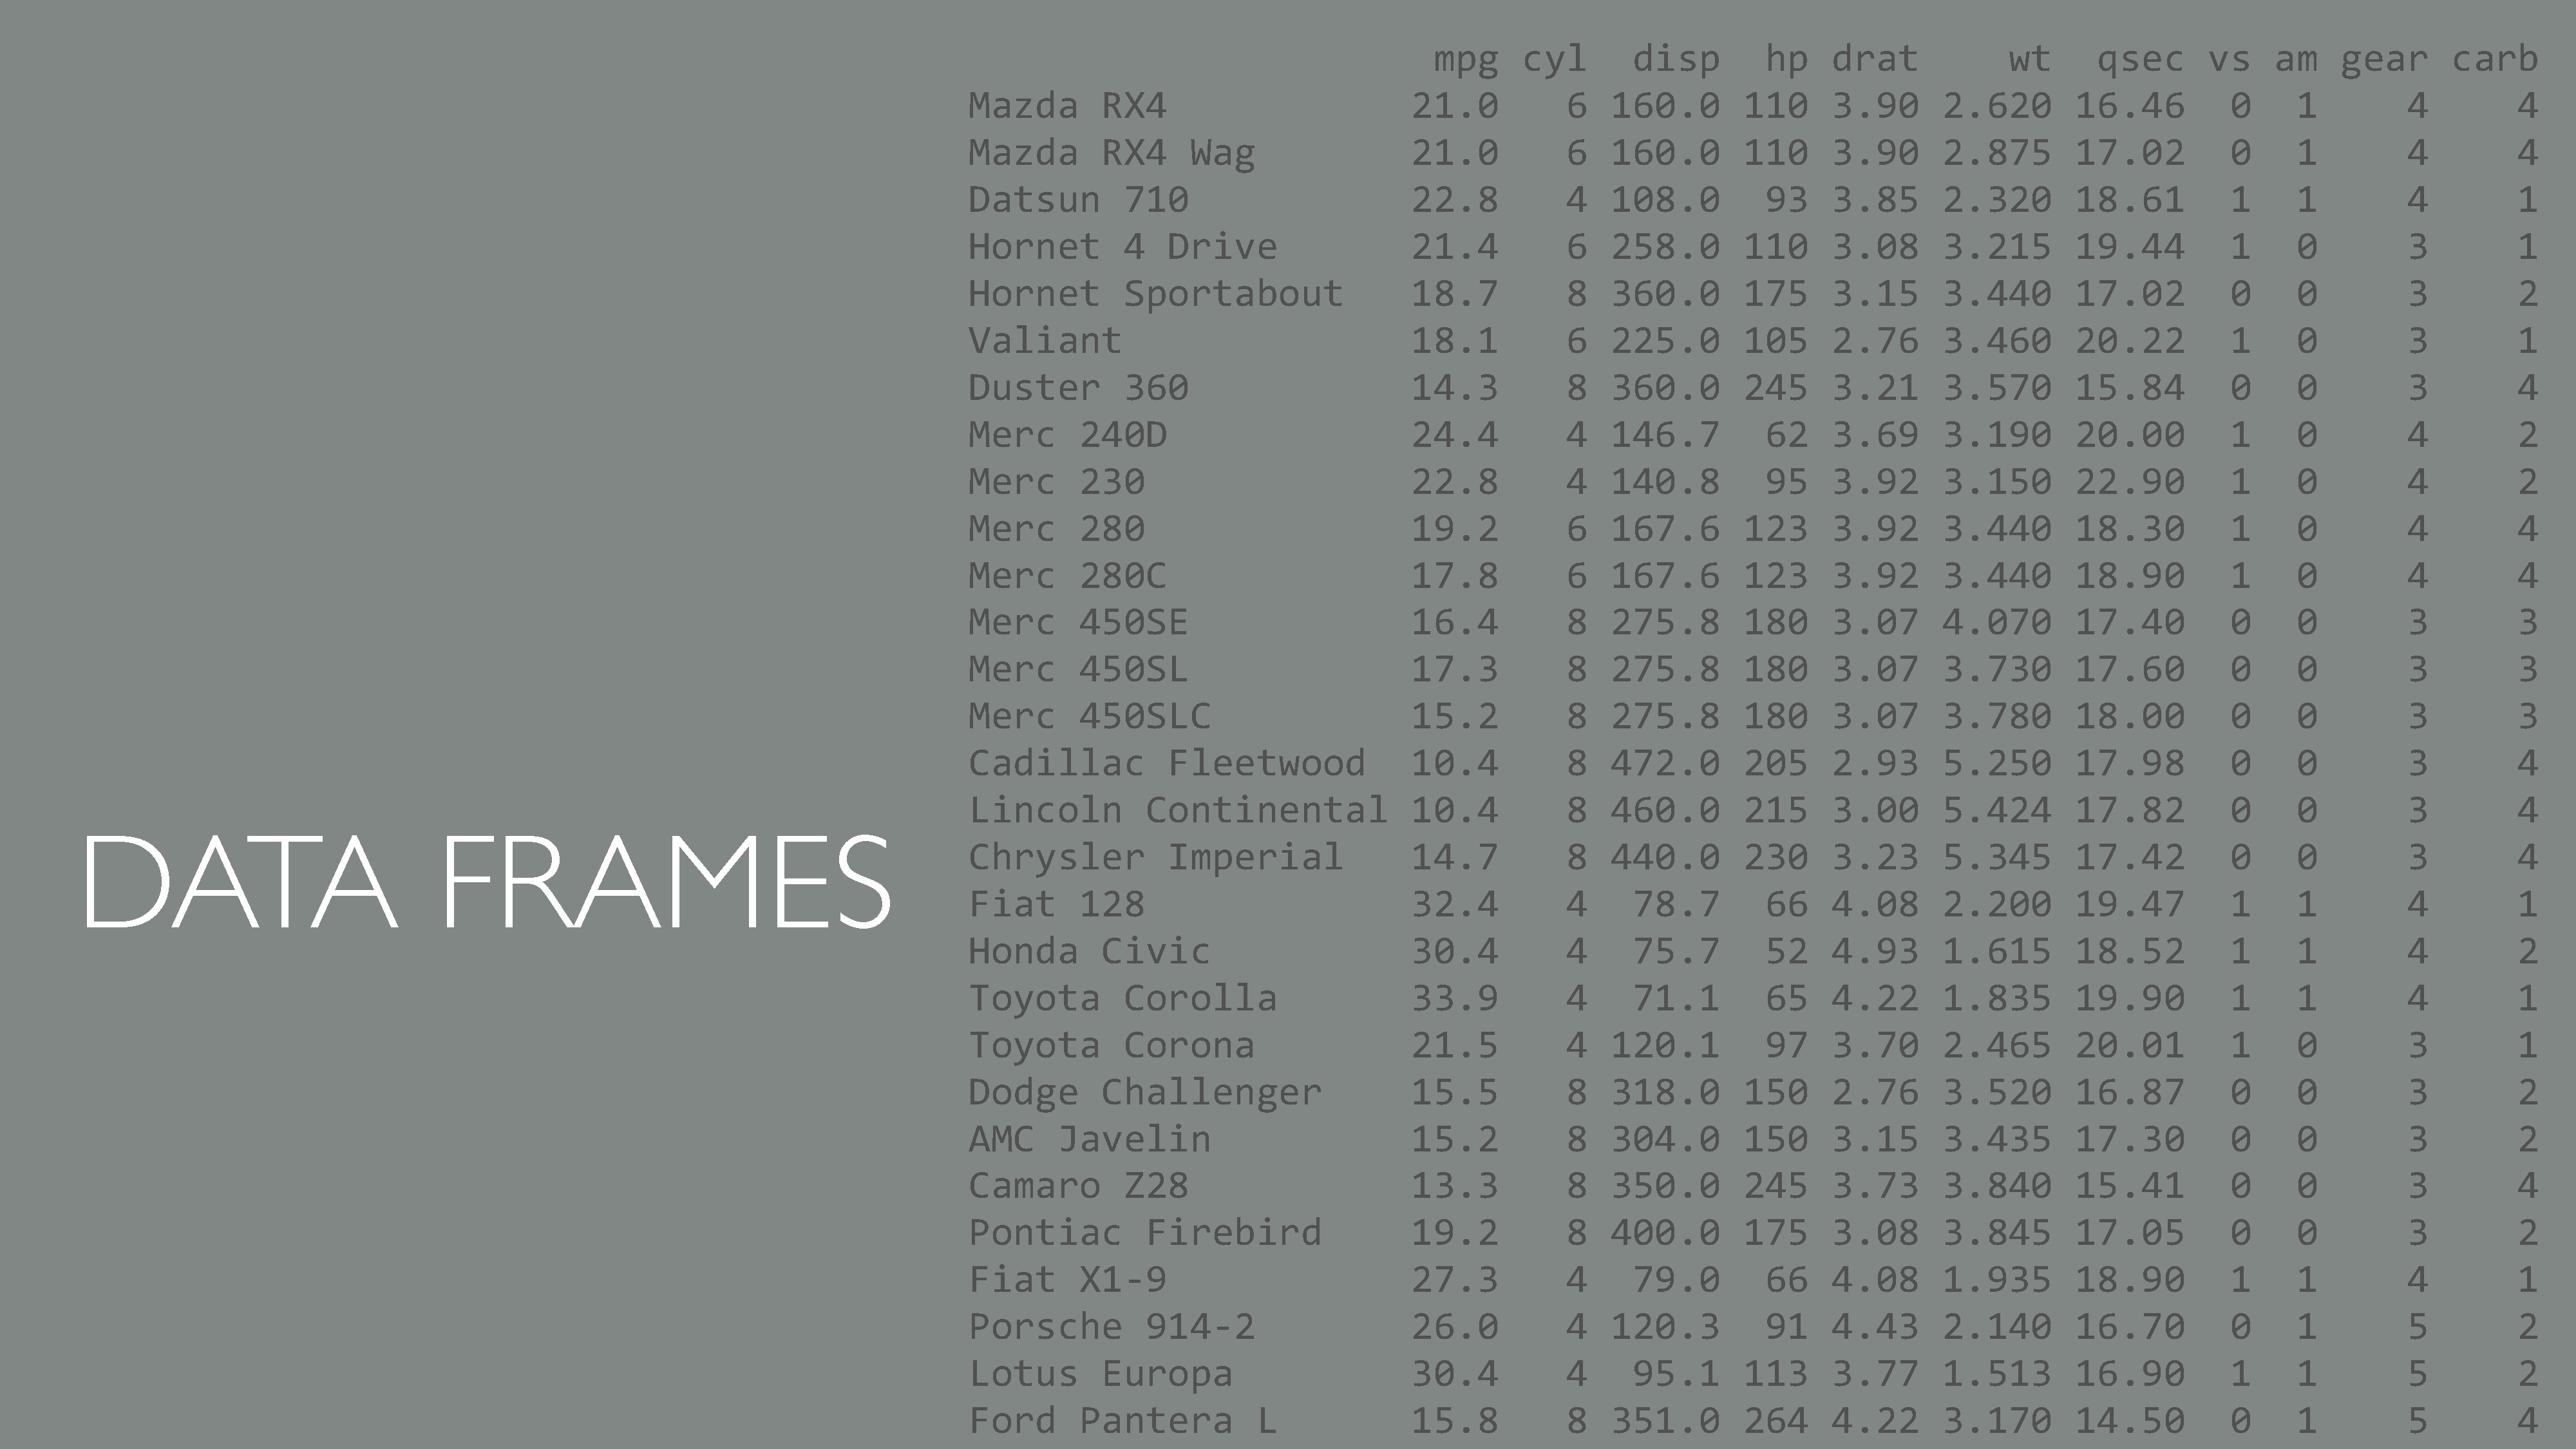 DATA FRAMES
mpg cyl disp hp drat wt qsec vs am gear carb
Mazda RX4 21.0 6 160.0 110 3.90 2.620 16.46 0 1 4 4
Mazda RX4 Wag 21.0 6 160.0 110 3.90 2.875 17.02 0 1 4 4
Datsun 710 22.8 4 108.0 93 3.85 2.320 18.61 1 1 4 1
Hornet 4 Drive 21.4 6 258.0 110 3.08 3.215 19.44 1 0 3 1
Hornet Sportabout 18.7 8 360.0 175 3.15 3.440 17.02 0 0 3 2
Valiant 18.1 6 225.0 105 2.76 3.460 20.22 1 0 3 1
Duster 360 14.3 8 360.0 245 3.21 3.570 15.84 0 0 3 4
Merc 240D 24.4 4 146.7 62 3.69 3.190 20.00 1 0 4 2
Merc 230 22.8 4 140.8 95 3.92 3.150 22.90 1 0 4 2
Merc 280 19.2 6 167.6 123 3.92 3.440 18.30 1 0 4 4
Merc 280C 17.8 6 167.6 123 3.92 3.440 18.90 1 0 4 4
Merc 450SE 16.4 8 275.8 180 3.07 4.070 17.40 0 0 3 3
Merc 450SL 17.3 8 275.8 180 3.07 3.730 17.60 0 0 3 3
Merc 450SLC 15.2 8 275.8 180 3.07 3.780 18.00 0 0 3 3
Cadillac Fleetwood 10.4 8 472.0 205 2.93 5.250 17.98 0 0 3 4
Lincoln Continental 10.4 8 460.0 215 3.00 5.424 17.82 0 0 3 4
Chrysler Imperial 14.7 8 440.0 230 3.23 5.345 17.42 0 0 3 4
Fiat 128 32.4 4 78.7 66 4.08 2.200 19.47 1 1 4 1
Honda Civic 30.4 4 75.7 52 4.93 1.615 18.52 1 1 4 2
Toyota Corolla 33.9 4 71.1 65 4.22 1.835 19.90 1 1 4 1
Toyota Corona 21.5 4 120.1 97 3.70 2.465 20.01 1 0 3 1
Dodge Challenger 15.5 8 318.0 150 2.76 3.520 16.87 0 0 3 2
AMC Javelin 15.2 8 304.0 150 3.15 3.435 17.30 0 0 3 2
Camaro Z28 13.3 8 350.0 245 3.73 3.840 15.41 0 0 3 4
Pontiac Firebird 19.2 8 400.0 175 3.08 3.845 17.05 0 0 3 2
Fiat X1-9 27.3 4 79.0 66 4.08 1.935 18.90 1 1 4 1
Porsche 914-2 26.0 4 120.3 91 4.43 2.140 16.70 0 1 5 2
Lotus Europa 30.4 4 95.1 113 3.77 1.513 16.90 1 1 5 2
Ford Pantera L 15.8 8 351.0 264 4.22 3.170 14.50 0 1 5 4